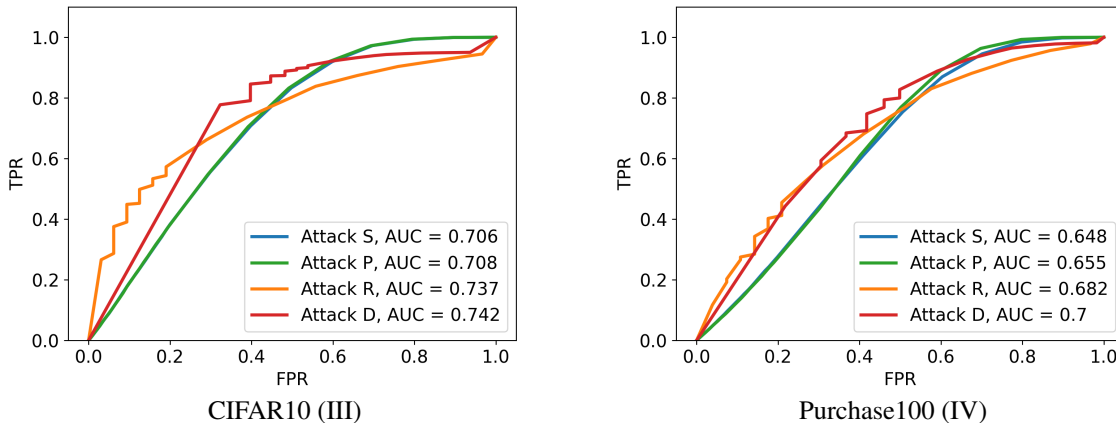 1.0
0.8
0.6
0.4
0.2
0.0
TPR
0.0 0.2 0.4 0.6 0.8 1.0
FPR
Attack S, AUC = 0.706
Attack P, AUC = 0.708
Attack R, AUC = 0.737
Attack D, AUC = 0.742
CIFAR10 (III)
1.0
0.8
0.6
0.4
0.2
0.0
TPR
0.0 0.2 0.4 0.6 0.8 1.0
FPR
Attack S, AUC = 0.648
Attack P, AUC = 0.655
Attack R, AUC = 0.682
Attack D, AUC = 0.7
Purchase100 (IV)